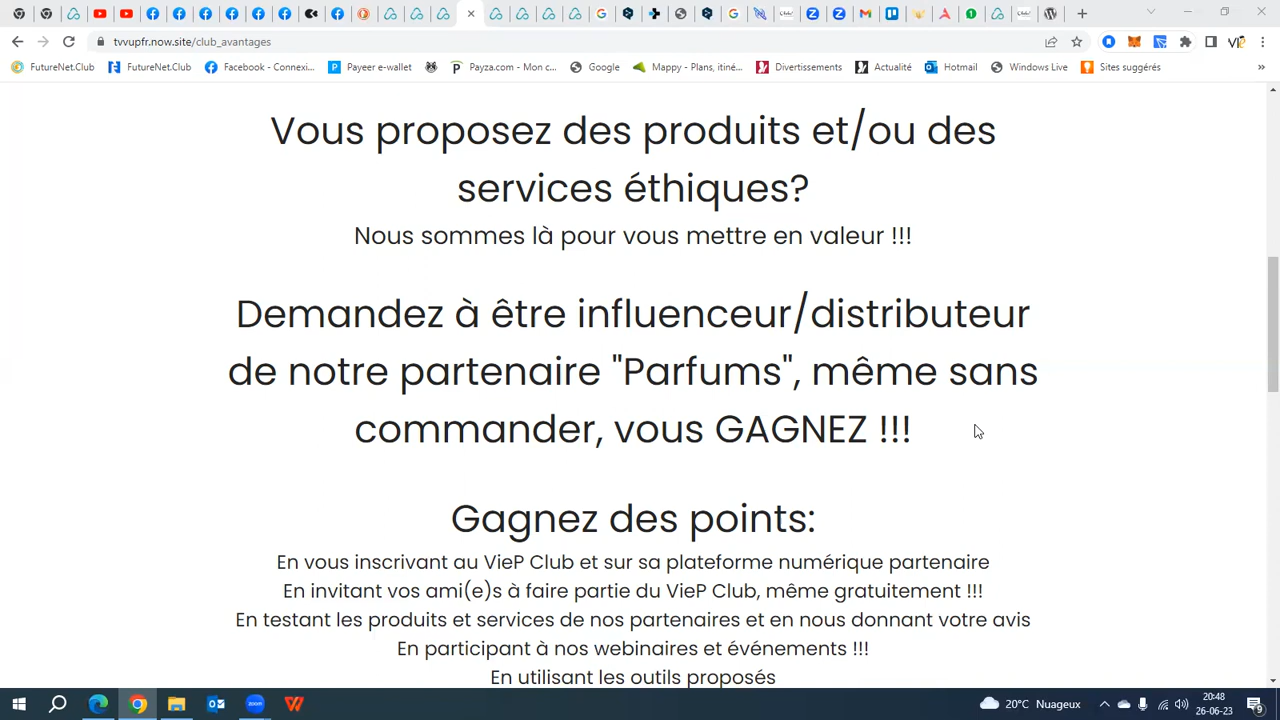 tvvupfr.now.site/club_avantages
FutureNet.Club
FutureNet.Club
Facebook - Connexi...
Payeer e-wallet
Payza.com - Mon c...
Google
Mappy - Plans, itiné...
Divertissements
Actualité
Hotmail
Windows Live
Sites suggérés
»
Vous proposez des produits et/ou des
services éthiques?
Nous sommes là pour vous mettre en valeur !!!
Demandez à être influenceur/distributeur
de notre partenaire "Parfums", même sans
commander, vous GAGNEZ !!!
Gagnez des points:
En vous inscrivant au VieP Club et sur sa plateforme numérique partenaire
En invitant vos ami(e)s à faire partie du VieP Club, même gratuitement !!!
En testant les produits et services de nos partenaires et en nous donnant votre avis
En participant à nos webinaires et événements !!!
En utilisant les outils proposés
20°C Nuageux
20:48
26-06-23